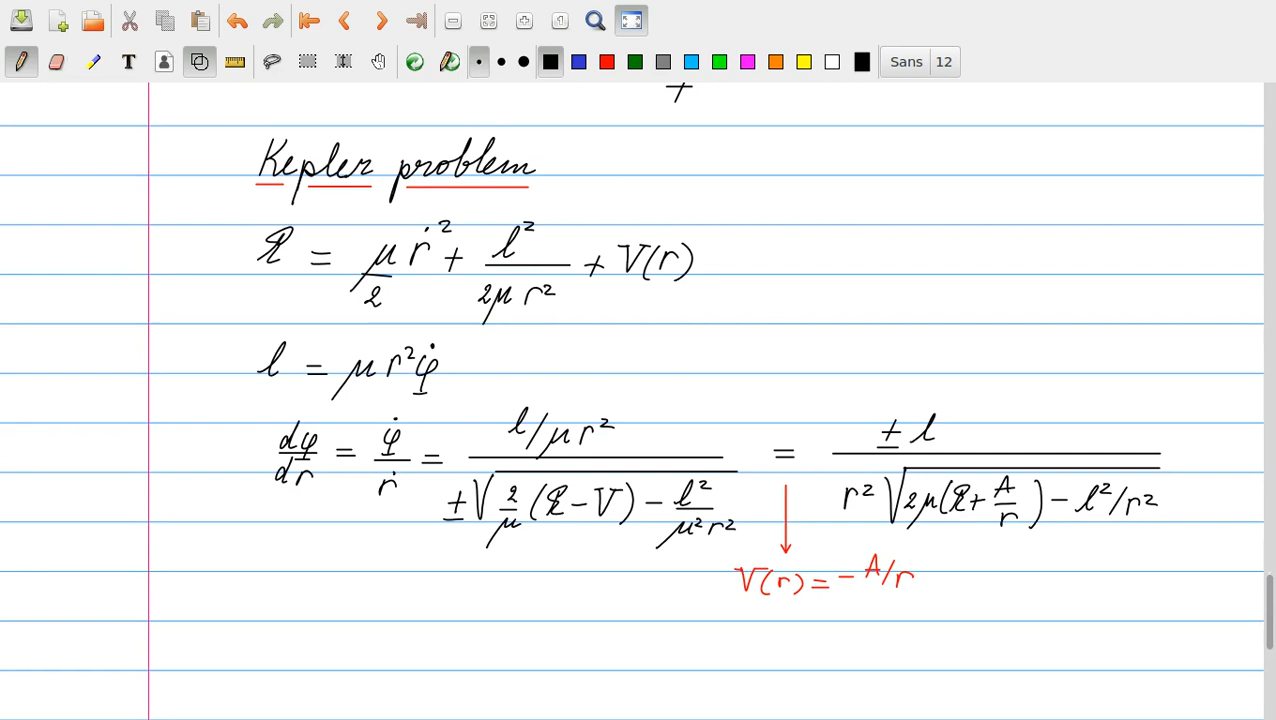 Sans 12
Kepler problem
E = μ/2 ṙ² + l²/(2μr²) + V(r)
l = μr²φ̇
dφ/dr = φ̇/ṙ = (l/μr²)/(±√(2/μ(E−V) − l²/(μ²r²))) = (±l)/(r²√(2μ(E+A/r) − l²/r²))
V(r) = −A/r